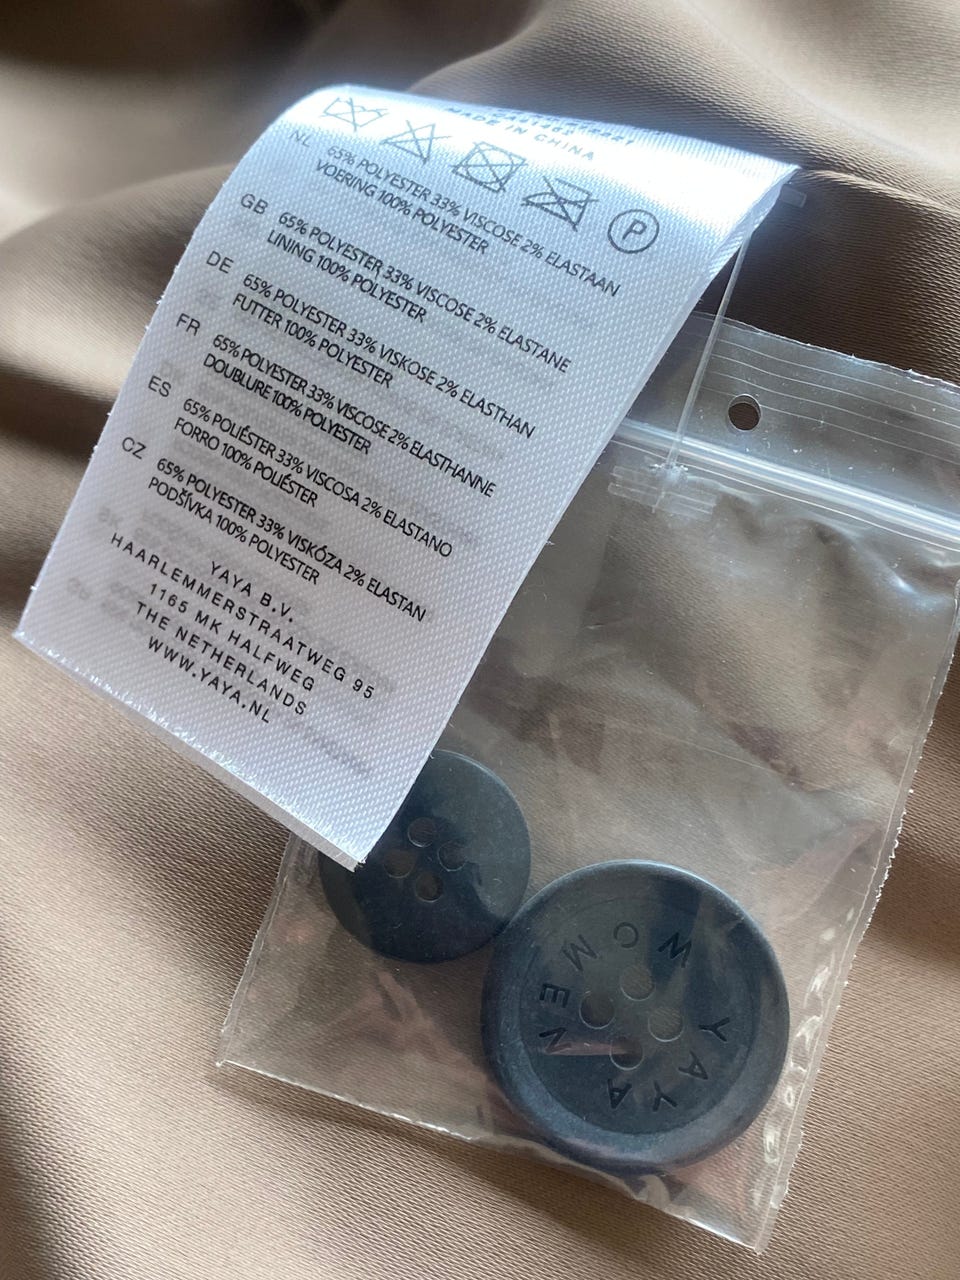 MADE IN CHINA
P
NL 65% POLYESTER 33% VISCOSE 2% ELASTAAN
VOERING 100% POLYESTER
GB 65% POLYESTER 33% VISCOSE 2% ELASTANE
LINING 100% POLYESTER
DE 65% POLYESTER 33% VISKOSE 2% ELASTHAN
FUTTER 100% POLYESTER
FR 65% POLYESTER 33% VISCOSE 2% ELASTHANNE
DOUBLURE 100% POLYESTER
ES 65% POLIÉSTER 33% VISCOSA 2% ELASTANO
FORRO 100% POLIÉSTER
CZ 65% POLYESTER 33% VISKÓZA 2% ELASTAN
PODŠÍVKA 100% POLYESTER
YAYA B.V.
HAARLEMMERSTRAATWEG 95
1165 MK HALFWEG
THE NETHERLANDS
WWW.YAYA.NL
YAYA WOMEN